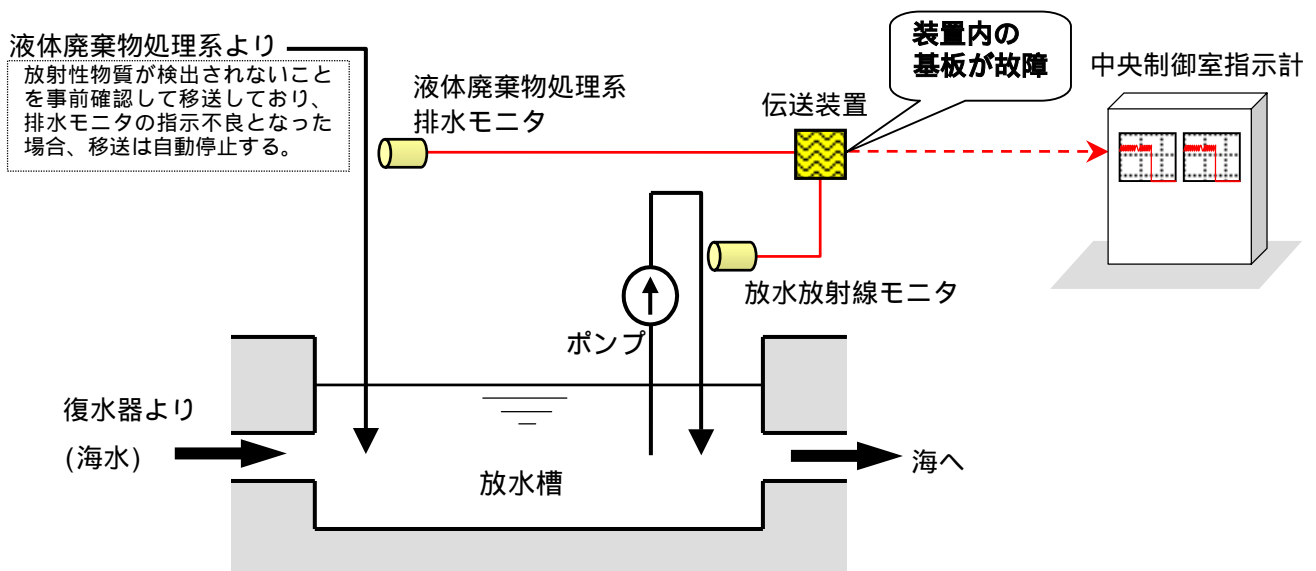 液体廃棄物処理系より
放射性物質が検出されないこと
を事前確認して移送しており、
排水モニタの指示不良となった
場合、移送は自動停止する。
液体廃棄物処理系
排水モニタ
装置内の
基板が故障
伝送装置
中央制御室指示計
放水放射線モニタ
ポンプ
復水器より
(海水)
放水槽
海へ